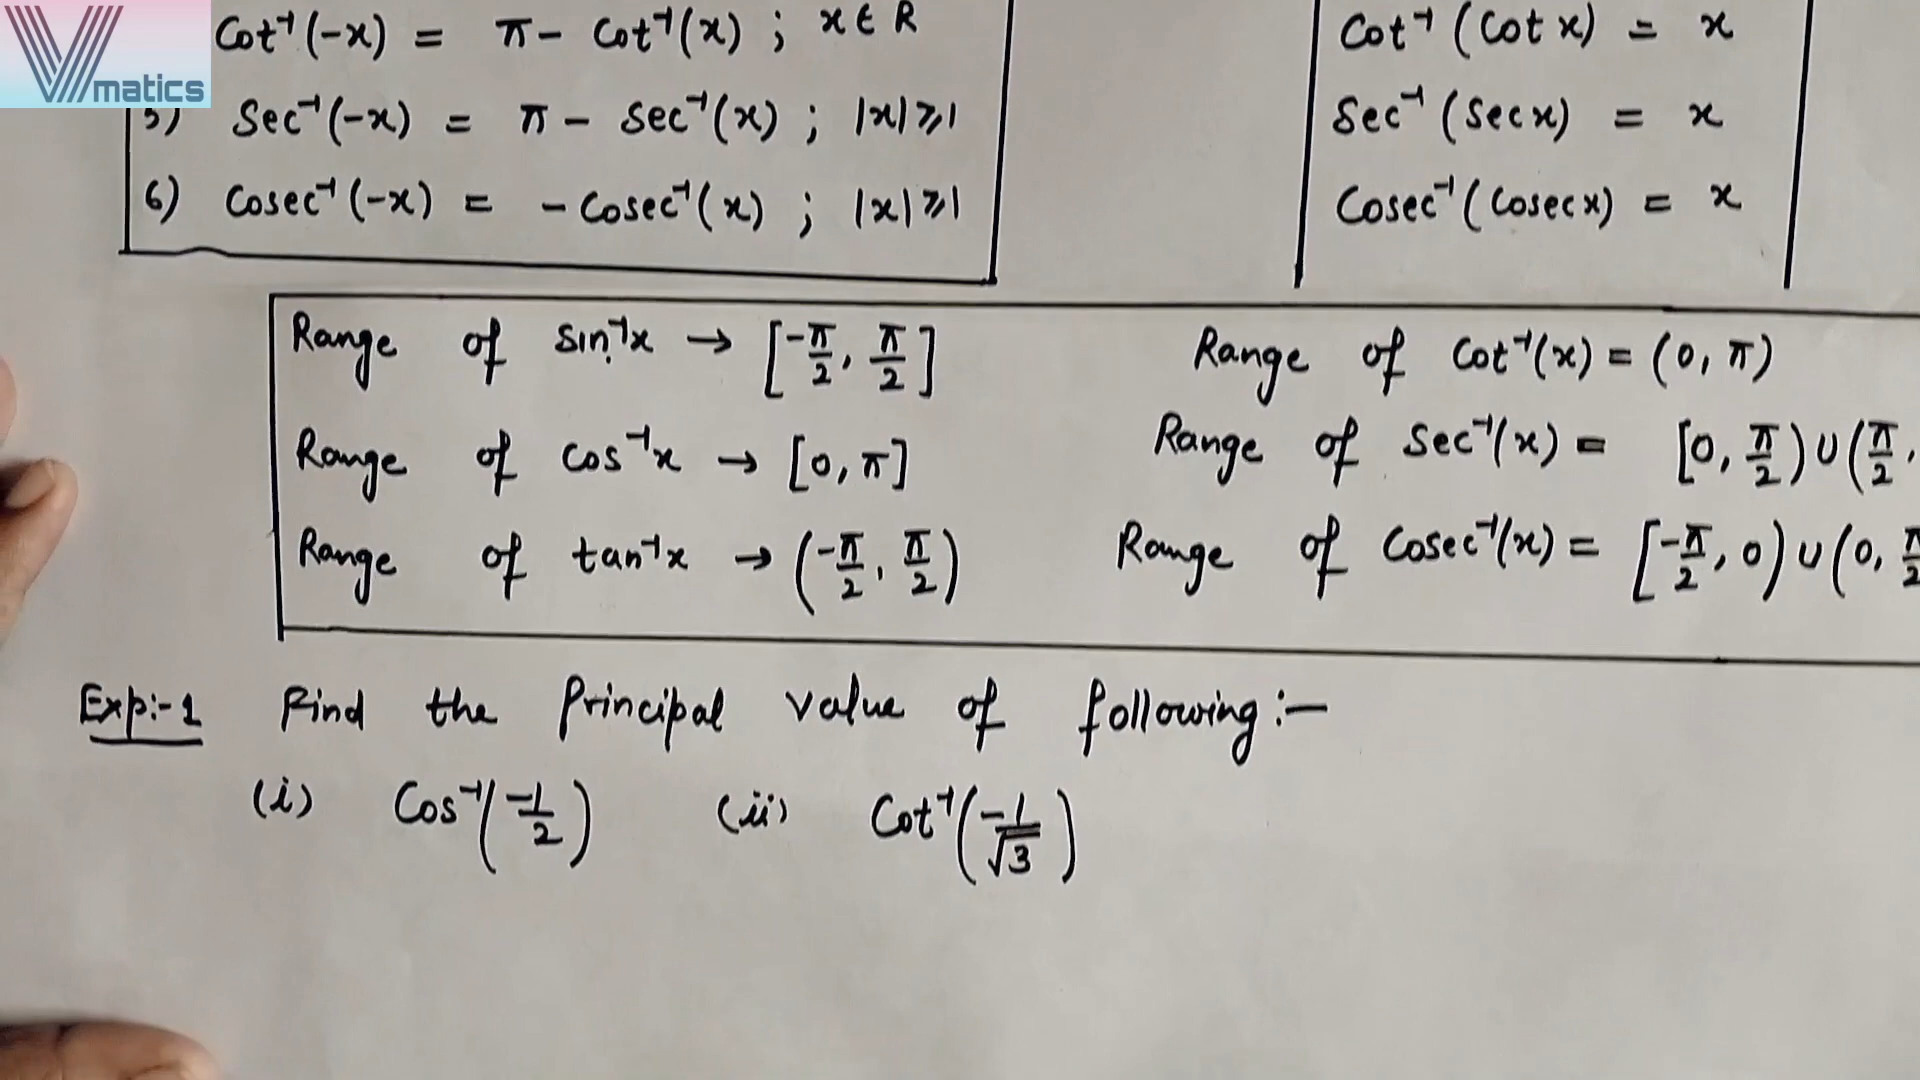 Vmatics
Cot⁻¹(-x) = π - Cot⁻¹(x) ; x ∈ R
5) Sec⁻¹(-x) = π - Sec⁻¹(x) ; |x| ≥ 1
6) Cosec⁻¹(-x) = - Cosec⁻¹(x) ; |x| ≥ 1
Cot⁻¹(Cot x) = x
Sec⁻¹(Sec x) = x
Cosec⁻¹(Cosec x) = x
Range of sin⁻¹x → [-π/2, π/2]
Range of cos⁻¹x → [0, π]
Range of tan⁻¹x → (-π/2, π/2)
Range of Cot⁻¹(x) = (0, π)
Range of Sec⁻¹(x) = [0, π/2) ∪ (π/2,
Range of Cosec⁻¹(x) = [-π/2, 0) ∪ (0, π/2
Exp:- 1 Find the Principal value of following:-
(i) Cos⁻¹(-1/2) (ii) Cot⁻¹(-1/√3)